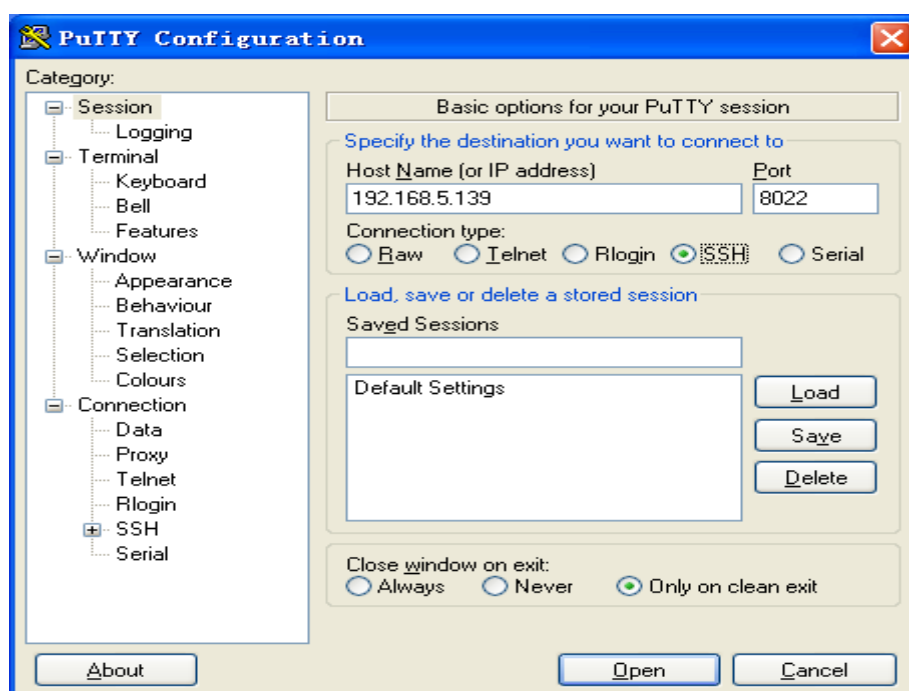 PuTTY Configuration
Category:
Session
Logging
Terminal
Keyboard
Bell
Features
Window
Appearance
Behaviour
Translation
Selection
Colours
Connection
Data
Proxy
Telnet
Rlogin
SSH
Serial
Basic options for your PuTTY session
Specify the destination you want to connect to
Host Name (or IP address) Port
192.168.5.139 8022
Connection type:
Raw Telnet Rlogin SSH Serial
Load, save or delete a stored session
Saved Sessions
Default Settings
Load
Save
Delete
Close window on exit:
Always Never Only on clean exit
About Open Cancel